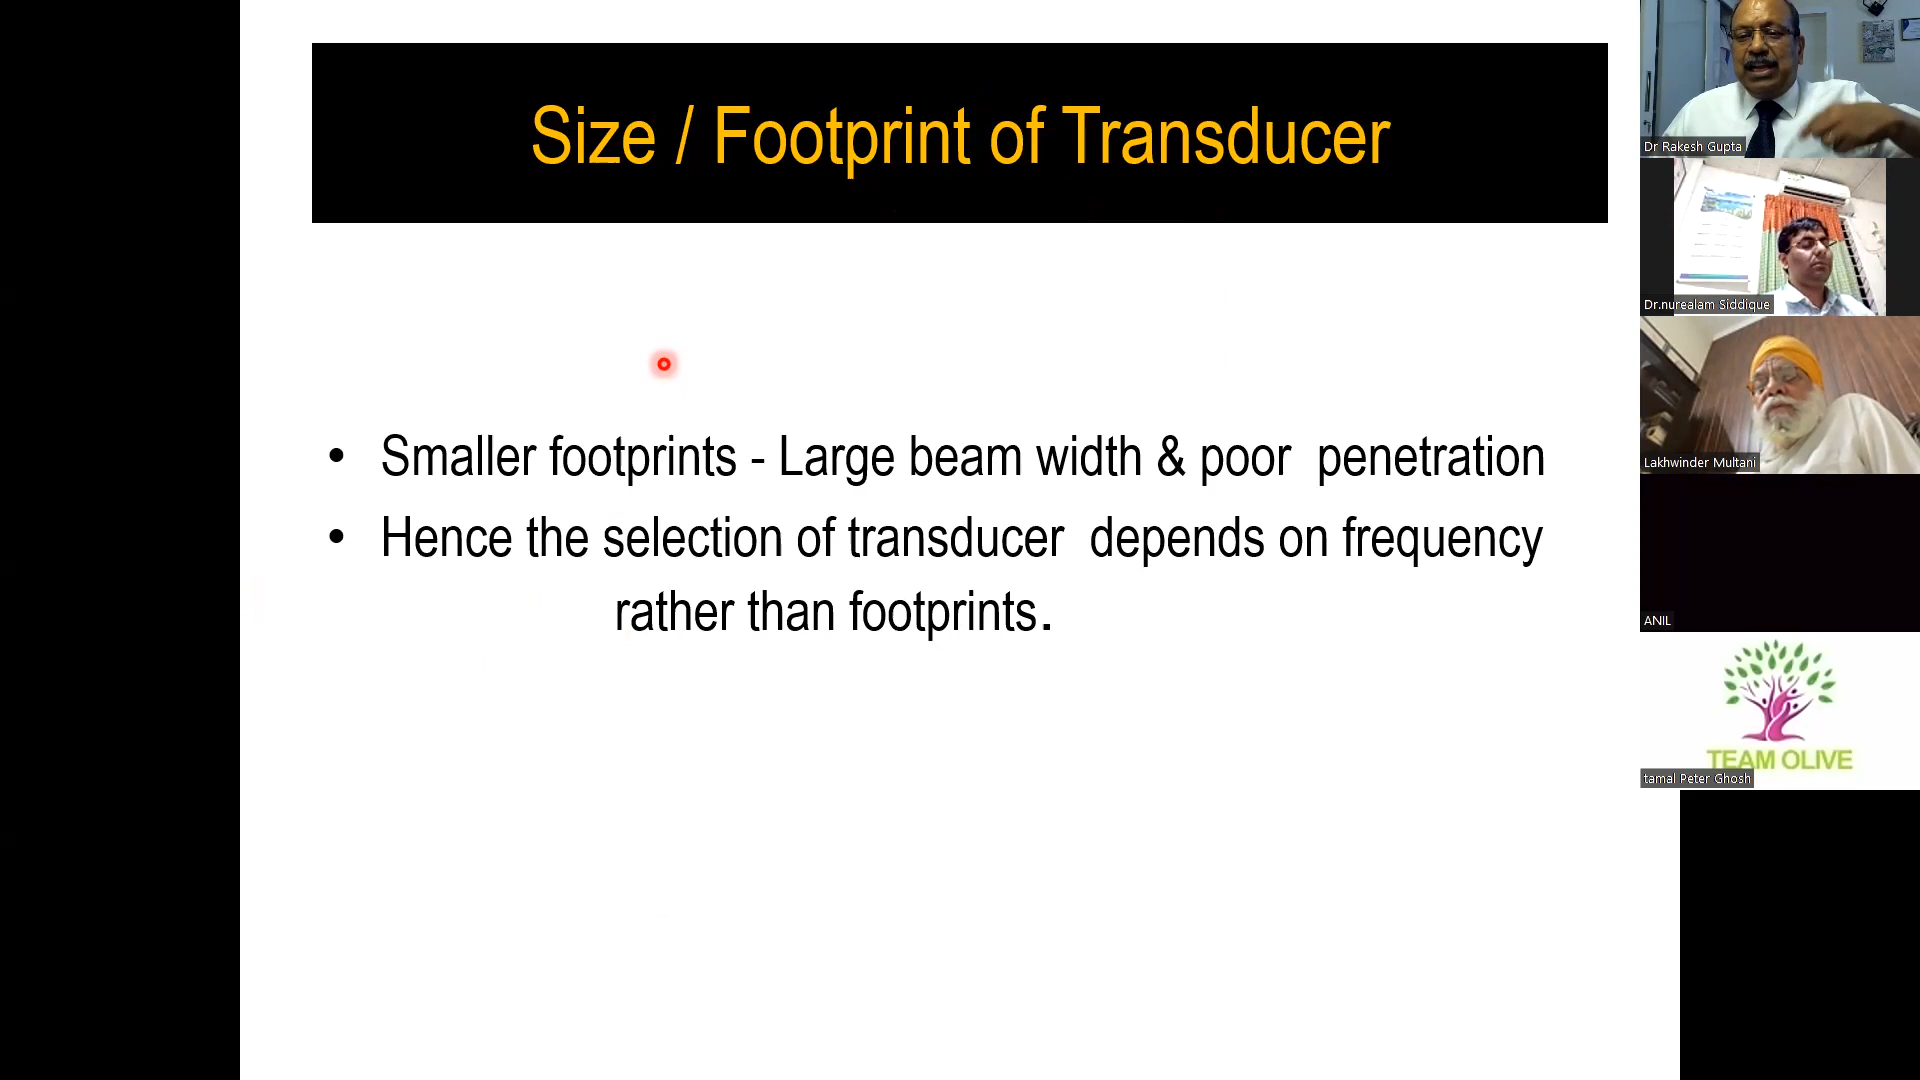 Size / Footprint of Transducer
• Smaller footprints - Large beam width & poor penetration
• Hence the selection of transducer depends on frequency
rather than footprints.
Dr Rakesh Gupta
Dr.nurealam Siddique
Lakhwinder Multani
ANIL
TEAM OLIVE
tamal Peter Ghosh